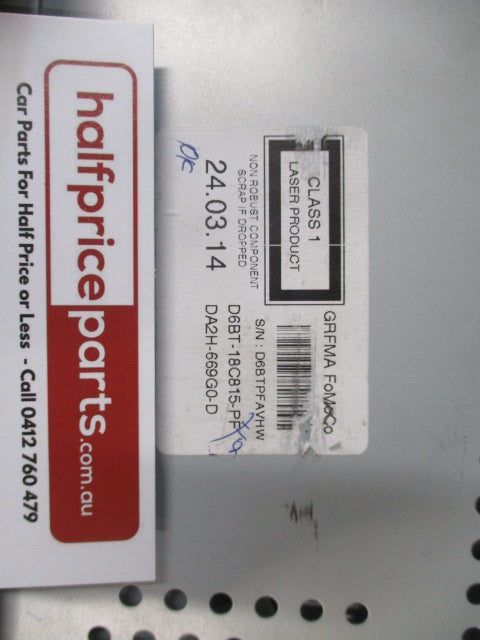 halfpriceparts.com.au
Car Parts For Half Price or Less - Call 0412 760 479
CLASS 1
LASER PRODUCT
GRFMA FoMoCo
NON ROBUST COMPONENT
SCRAP IF DROPPED
24.03.14
OK
S/N : D6BTPFAVHW
D6BT-18C815-PF
DA2H-669G0-D